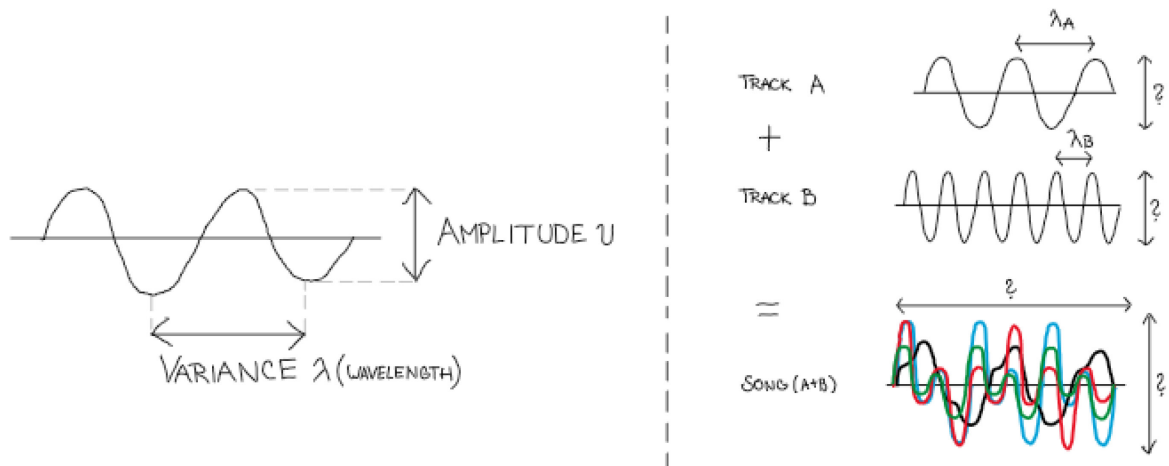 AMPLITUDE υ
VARIANCE λ (WAVELENGTH)
λA
TRACK A
?
+
λB
TRACK B
?
=
?
SONG (A+B)
?